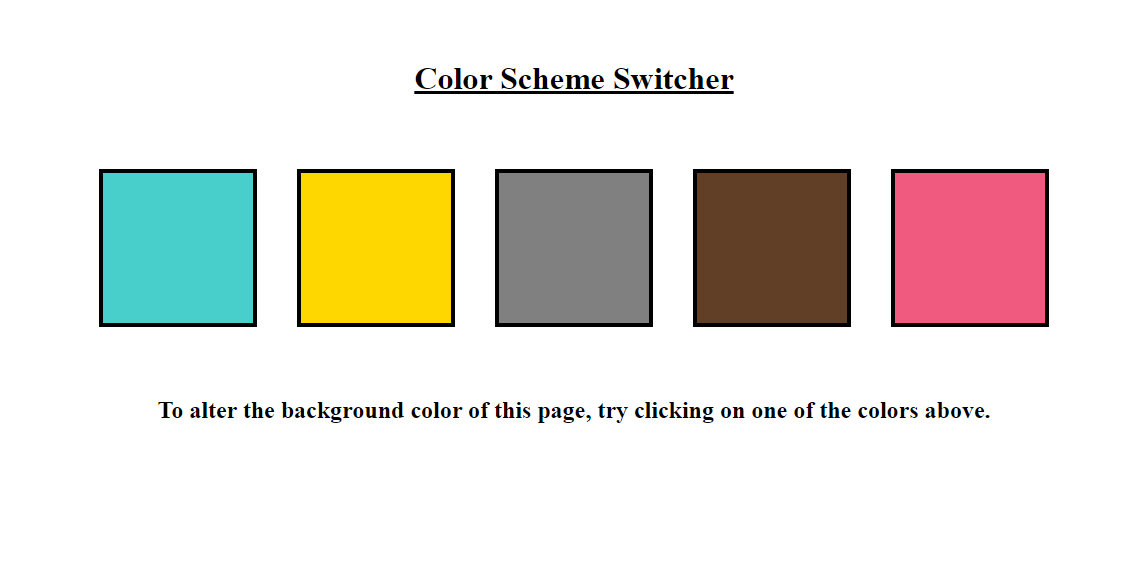 Color Scheme Switcher
To alter the background color of this page, try clicking on one of the colors above.